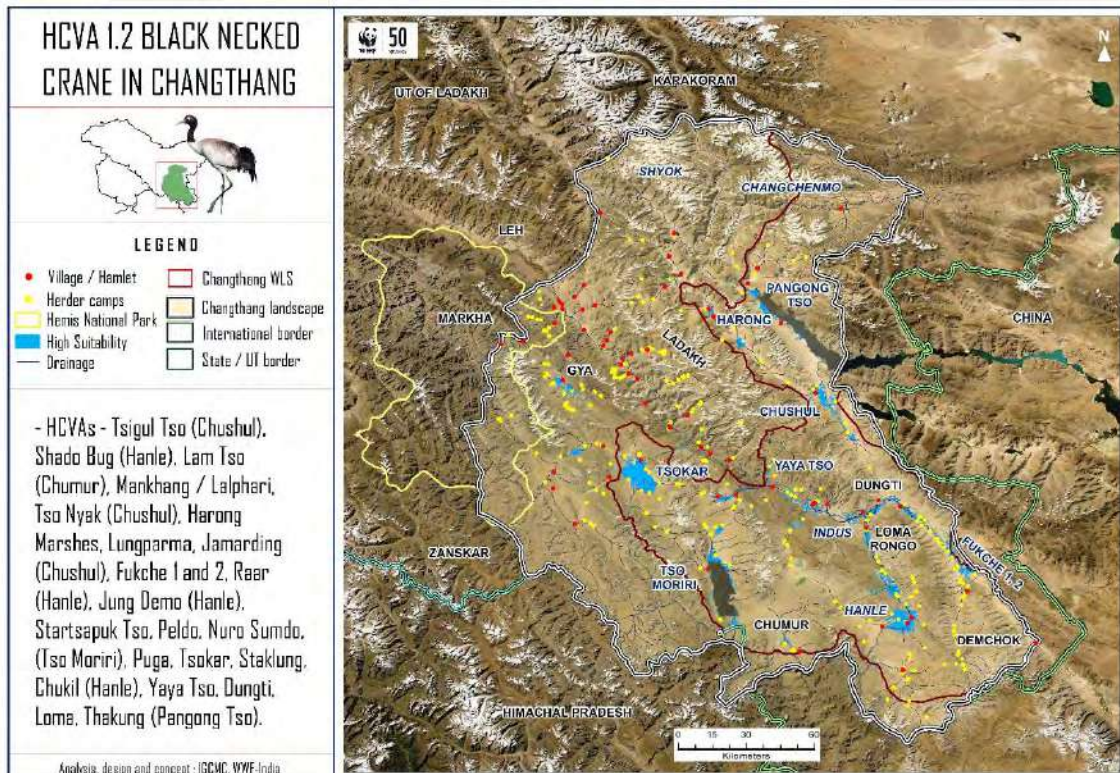 HCVA 1.2 BLACK NECKED
CRANE IN CHANGTHANG
LEGEND
Village / Hamlet
Herder camps
Hemis National Park
High Suitability
Drainage
Changthang WLS
Changthang landscape
International border
State / UT border
- HCVAs - Tsigul Tso (Chushul),
Shado Bug (Hanle), Lam Tso
(Chumur), Mankhang / Lalphari,
Tso Nyak (Chushul), Harong
Marshes, Lungparma, Jamarding
(Chushul), Fukche 1 and 2, Raar
(Hanle), Jung Demo (Hanle),
Startsapuk Tso, Peldo, Nuro Sumdo,
(Tso Moriri), Puga, Tsokar, Staklung,
Chukil (Hanle), Yaya Tso, Dungti,
Loma, Thakung (Pangong Tso).
Analysis, design and concept : IGCMC, WWF-India
WWF
50
N
KARAKORAM
UT OF LADAKH
SHYOK
CHANGCHENMO
LEH
PANGONG
TSO
CHINA
MARKHA
HARONG
LADAKH
GYA
CHUSHUL
TSOKAR
YAYA TSO
DUNGTI
INDUS
LOMA
RONGO
FUKCHE 1, 2
ZANSKAR
TSO
MORIRI
HANLE
CHUMUR
DEMCHOK
HIMACHAL PRADESH
0 15 30 60
Kilometers